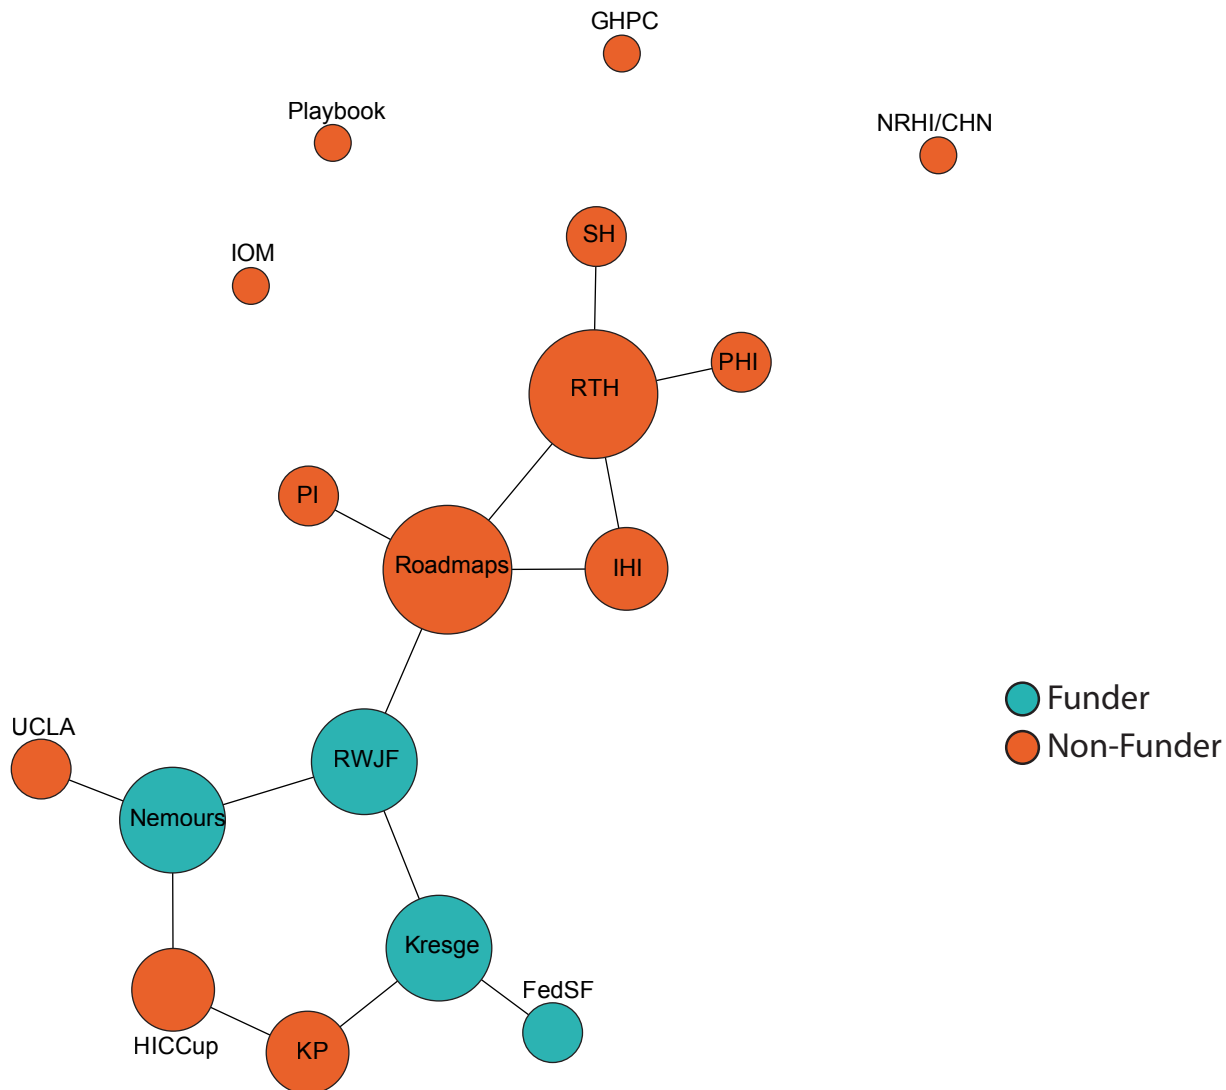 GHPC
Playbook
NRHI/CHN
SH
IOM
PHI
RTH
PI
Roadmaps
IHI
Funder
UCLA
Non-Funder
RWJF
Nemours
Kresge
FedSF
HICCup
KP